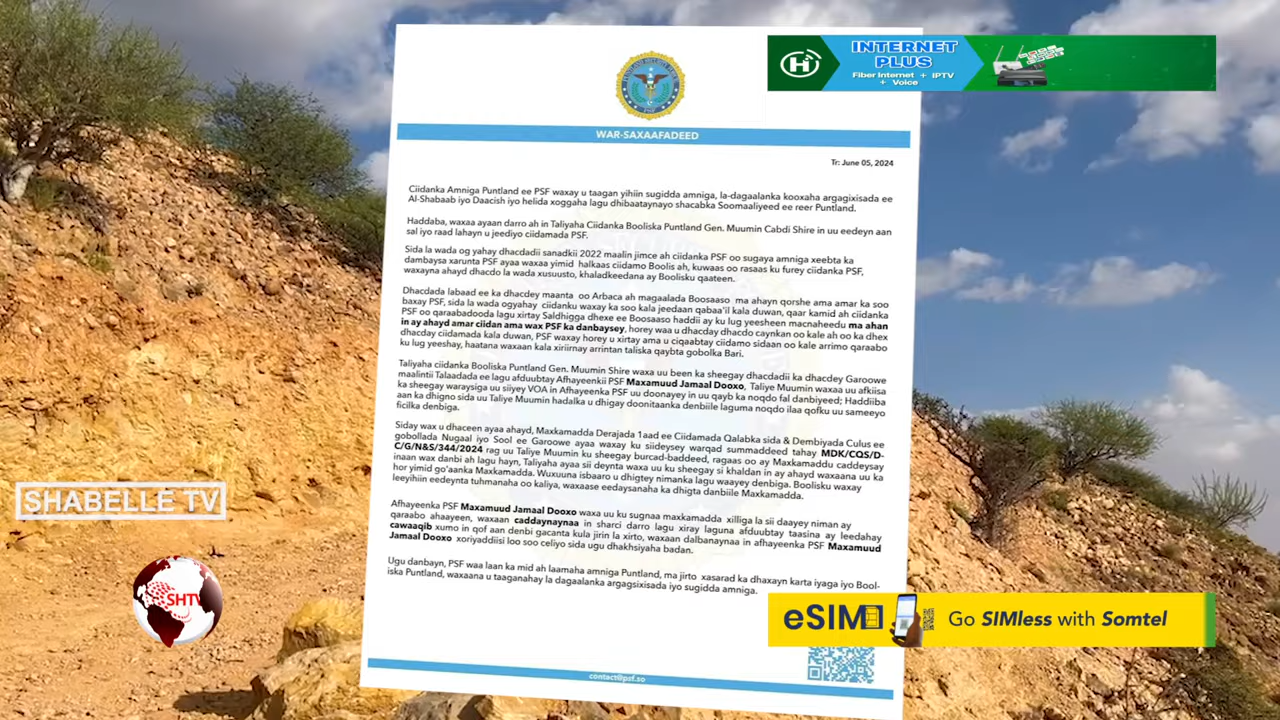 INTERNET
PLUS
Fiber Internet + IPTV
+ Voice
WAR-SAXAAFADEED
Tr: June 05, 2024
Ciidanka Amniga Puntland ee PSF waxay u taagan yihiin sugidda amniga, la-dagaalanka kooxaha argagixisada ee
Al-Shabaab iyo Daacish iyo helida xoggaha lagu dhibaataynayo shacabka Soomaaliyeed ee reer Puntland.
Haddaba, waxaa ayaan darro ah in Taliyaha Ciidanka Booliska Puntland Gen. Muumin Cabdi Shire in uu eedeyn aan
sal iyo raad lahayn u jeediyo ciidamada PSF.
Sida la wada og yahay dhacdadii sanadkii 2022 maalin jimce ah ciidanka PSF oo sugaya amniga xeebta ka
dambaysa xarunta PSF ayaa waxaa yimid halkaas ciidamo Boolis ah, kuwaas oo rasaas ku furey ciidanka PSF,
waxayna ahayd dhacdo la wada xusuusto, khaladkeedana ay Boolisku qaateen.
Dhacdada labaad ee ka dhacdey maanta oo Arbaca ah magaalada Boosaaso ma ahayn qorshe ama amar ka soo
baxay PSF, sida la wada ogyahay ciidanku waxay ka soo kala jeedaan qabaa'il kala duwan, qaar kamid ah ciidanka
PSF oo qaraabadooda lagu xirtay Saldhigga dhexe ee Boosaaso haddii ay ku lug yeesheen macnaheedu ma ahan
in ay ahayd amar ciidan ama wax PSF ka danbaysey, horey waa u dhacday dhacdo caynkan oo kale ah oo ka dhex
dhacday ciidamada kala duwan, PSF waxay horey u xirtay ama u ciqaabtay ciidamo sidaan oo kale arrimo qaraabo
ku lug yeeshay, haatana waxaan kala xiriirnay arrintan taliska qaybta gobolka Bari.
Taliyaha ciidanka Booliska Puntland Gen. Muumin Shire waxa uu been ka sheegay dhacdadii ka dhacdey Garoowe
maalintii Talaadada ee lagu afduubtay Afhayeenkii PSF Maxamuud Jamaal Dooxo, Taliye Muumin waxaa uu afkiisa
ka sheegay waraysiga uu siiyey VOA in Afhayeenka PSF uu doonayey in uu qayb ka noqdo fal danbiyeed; Haddiiba
aan ka dhigno sida uu Taliye Muumin hadalka u dhigay doonitaanka denbiile laguma noqdo ilaa qofku uu sameeyo
ficilka denbiga.
Siday wax u dhaceen ayaa ahayd, Maxkamadda Derajada 1aad ee Ciidamada Qalabka sida & Dembiyada Culus ee
gobollada Nugaal iyo Sool ee Garoowe ayaa waxay ku siideysey warqad summaddeed tahay MDK/CQS/D-
C/G/N&S/344/2024 rag uu Taliye Muumin ku sheegay burcad-baddeed, ragaas oo ay Maxkamaddu caddeysay
inaan wax danbi ah lagu hayn, Taliyaha ayaa sii deynta waxa uu ku sheegay si khaldan in ay ahayd waxaana uu ka
hor yimid go'aanka Maxkamadda. Wuxuuna isbaaro u dhigtey nimanka lagu waayey denbiga. Boolisku waxay
leeyihiin eedeynta tuhmanaha oo kaliya, waxaase eedaysanaha ka dhigta danbiile Maxkamadda.
Afhayeenka PSF Maxamuud Jamaal Dooxo waxa uu ku sugnaa maxkamadda xilliga la sii daayey niman ay
qaraabo ahaayeen, waxaan caddaynaynaa in sharci darro lagu xiray laguna afduubtay taasina ay leedahay
cawaaqib xumo in qof aan denbi gacanta kula jirin la xirto, waxaan dalbanaynaa in afhayeenka PSF Maxamuud
Jamaal Dooxo xoriyaddiisi loo soo celiyo sida ugu dhakhsiyaha badan.
Ugu danbayn, PSF waa laan ka mid ah laamaha amniga Puntland, ma jirto xasarad ka dhaxayn karta iyaga iyo Bool-
iska Puntland, waxaana u taaganahay la dagaalanka argagsixisada iyo sugidda amniga.
SHABELLE TV
SHTV
eSIM
Go SIMless with Somtel
contact@psf.so